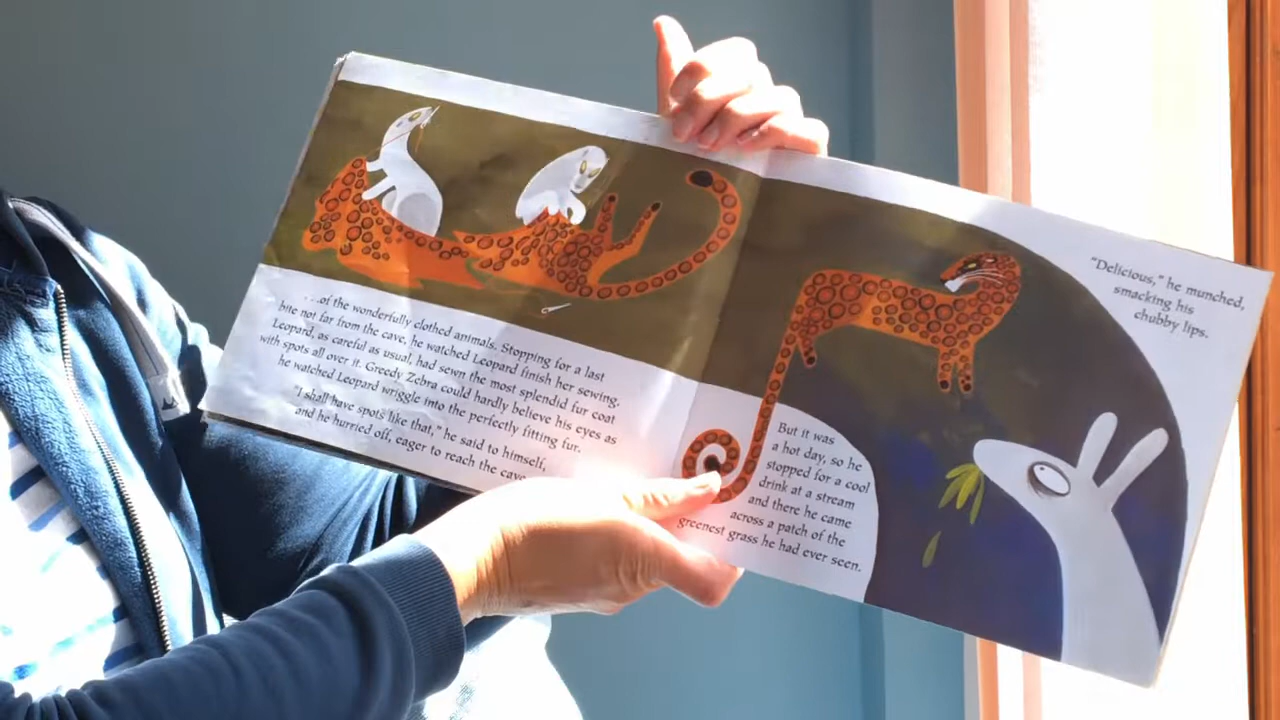 . . .of the wonderfully clothed animals. Stopping for a last
bite not far from the cave, he watched Leopard finish her sewing.
Leopard, as careful as usual, had sewn the most splendid fur coat
with spots all over it. Greedy Zebra could hardly believe his eyes as
he watched Leopard wriggle into the perfectly fitting fur.
"I shall have spots like that," he said to himself,
and he hurried off, eager to reach the cave
But it was
a hot day, so he
stopped for a cool
drink at a stream
and there he came
across a patch of the
greenest grass he had ever seen.
"Delicious," he munched,
smacking his
chubby lips.